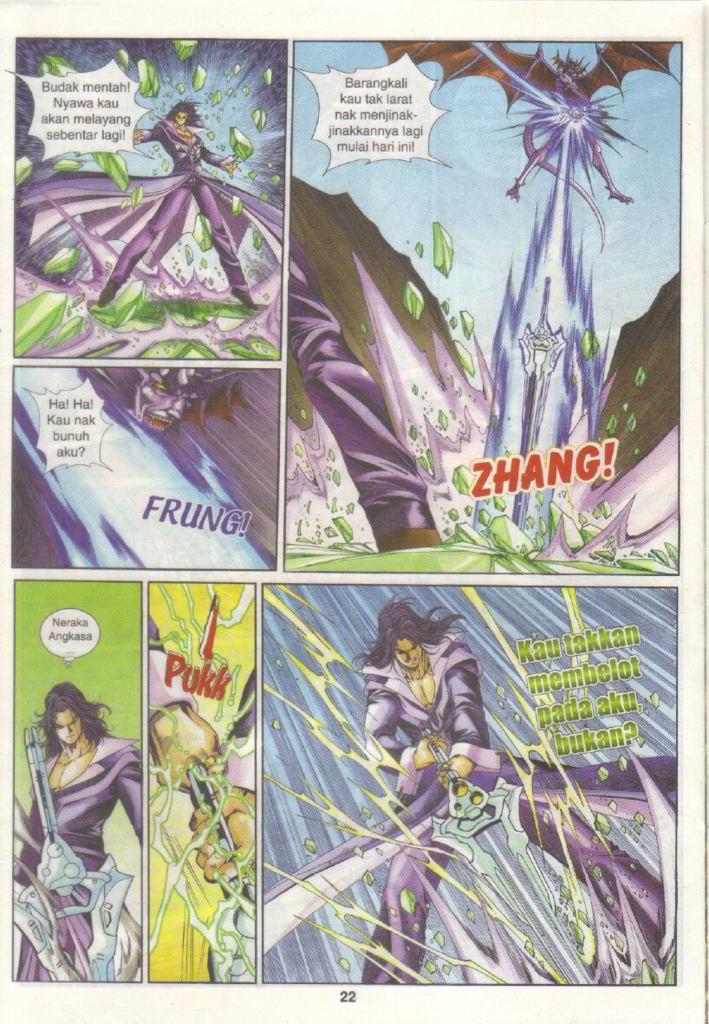 Budak mentah!
Nyawa kau
akan melayang
sebentar lagi!
Barangkali
kau tak larat
nak menjinak-
jinakkannya lagi
mulai hari ini!
ZHANG!
Ha! Ha!
Kau nak
bunuh
aku?
FRUNG!
Neraka
Angkasa
...
Pukk
Kau takkan
membelot
pada aku,
bukan?
22